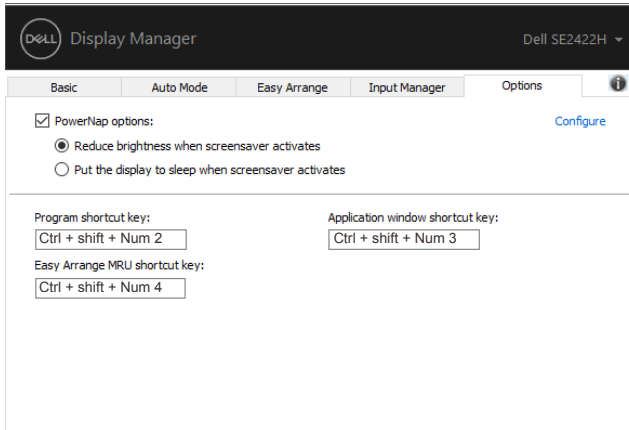 DELL Display Manager Dell SE2422H
Basic Auto Mode Easy Arrange Input Manager Options
PowerNap options: Configure
Reduce brightness when screensaver activates
Put the display to sleep when screensaver activates
Program shortcut key: Application window shortcut key:
Ctrl + shift + Num 2 Ctrl + shift + Num 3
Easy Arrange MRU shortcut key:
Ctrl + shift + Num 4